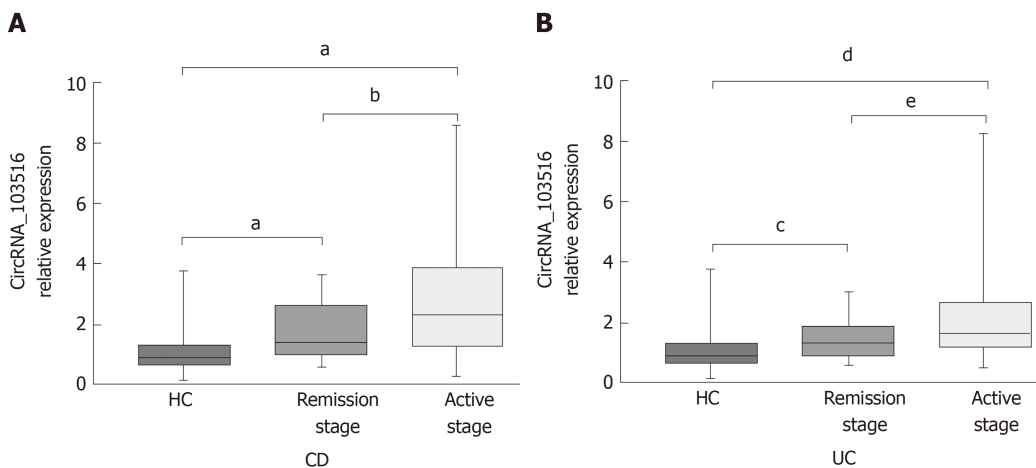 A
a
b
a
10
8
6
4
2
0
CircRNA_103516
relative expression
HC
Remission
stage
Active
stage
CD
B
d
e
c
10
8
6
4
2
0
CircRNA_103516
relative expression
HC
Remission
stage
Active
stage
UC